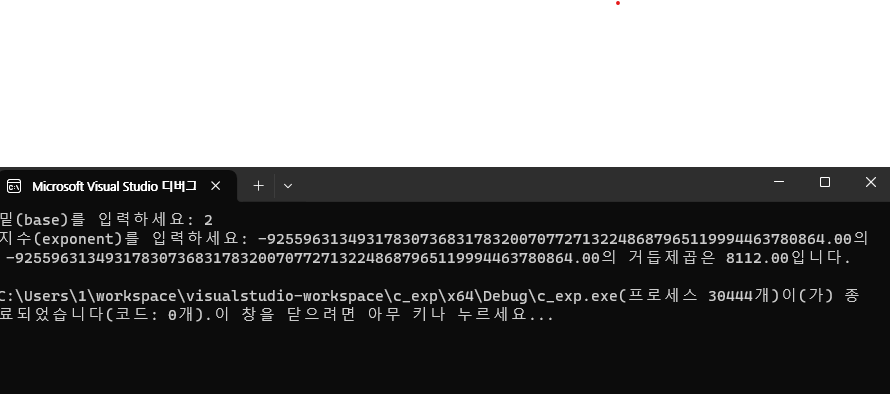 Microsoft Visual Studio 디버그
밑(base)를 입력하세요: 2
지수(exponent)를 입력하세요: -92559631349317830736831783200707727132248687965119994463780864.00의
-92559631349317830736831783200707727132248687965119994463780864.00의 거듭제곱은 8112.00입니다.
C:\Users\1\workspace\visualstudio-workspace\c_exp\x64\Debug\c_exp.exe(프로세스 30444개)이(가) 종
료되었습니다(코드: 0개).이 창을 닫으려면 아무 키나 누르세요...